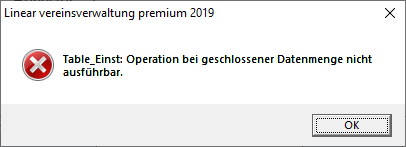 Linear vereinsverwaltung premium 2019
Table_Einst: Operation bei geschlossener Datenmenge nicht
ausführbar.
OK